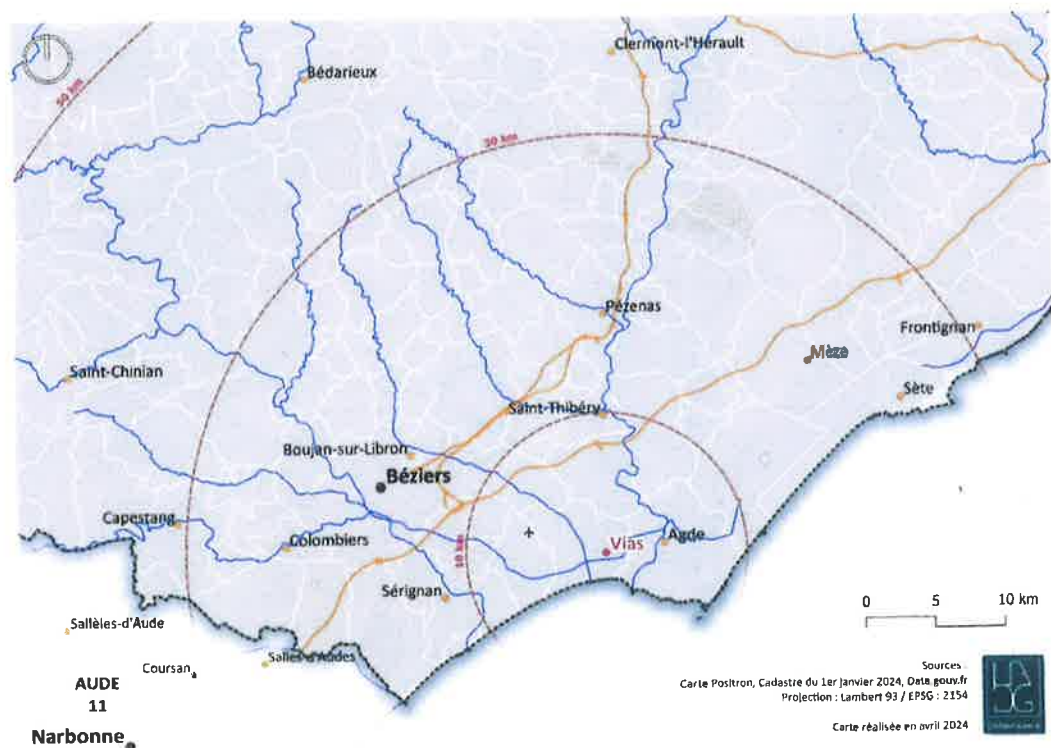 Clermont-l'Hérault
Bédarieux
50 km
30 km
Pézenas
Frontignan
Mèze
Saint-Chinian
Sète
Saint-Thibéry
Boujan-sur-Libron
Béziers
Capestang
Colombiers
10 km
Vias
Agde
Sérignan
0 5 10 km
Sallèles-d'Aude
Coursan
Salles-d'Audes
AUDE
11
Narbonne
Sources :
Carte Positron, Cadastre du 1er janvier 2024, Data.gouv.fr
Projection : Lambert 93 / EPSG : 2154
Carte réalisée en avril 2024